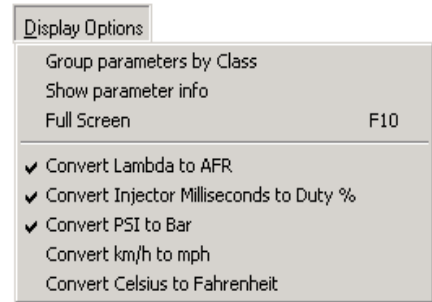 Display Options
Group parameters by Class
Show parameter info
Full Screen F10
Convert Lambda to AFR
Convert Injector Milliseconds to Duty %
Convert PSI to Bar
Convert km/h to mph
Convert Celsius to Fahrenheit